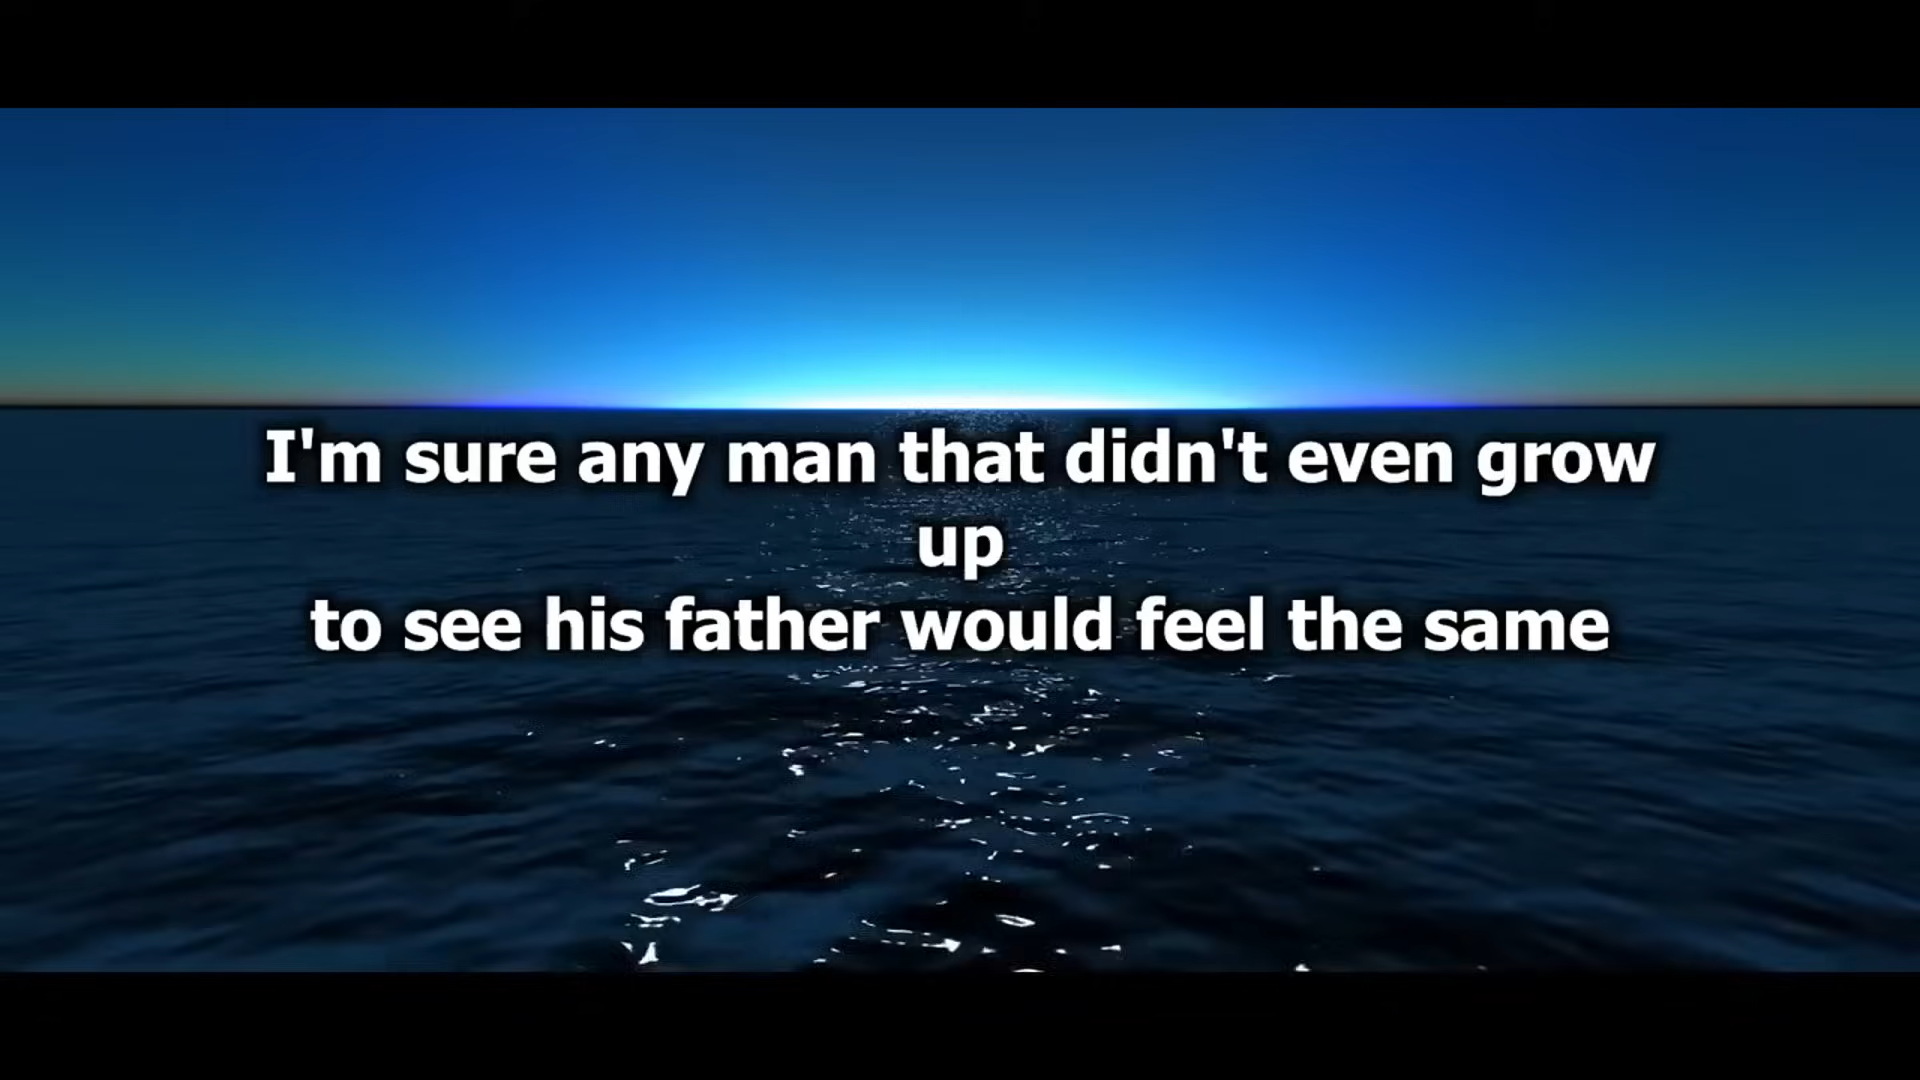 I'm sure any man that didn't even grow
up
to see his father would feel the same